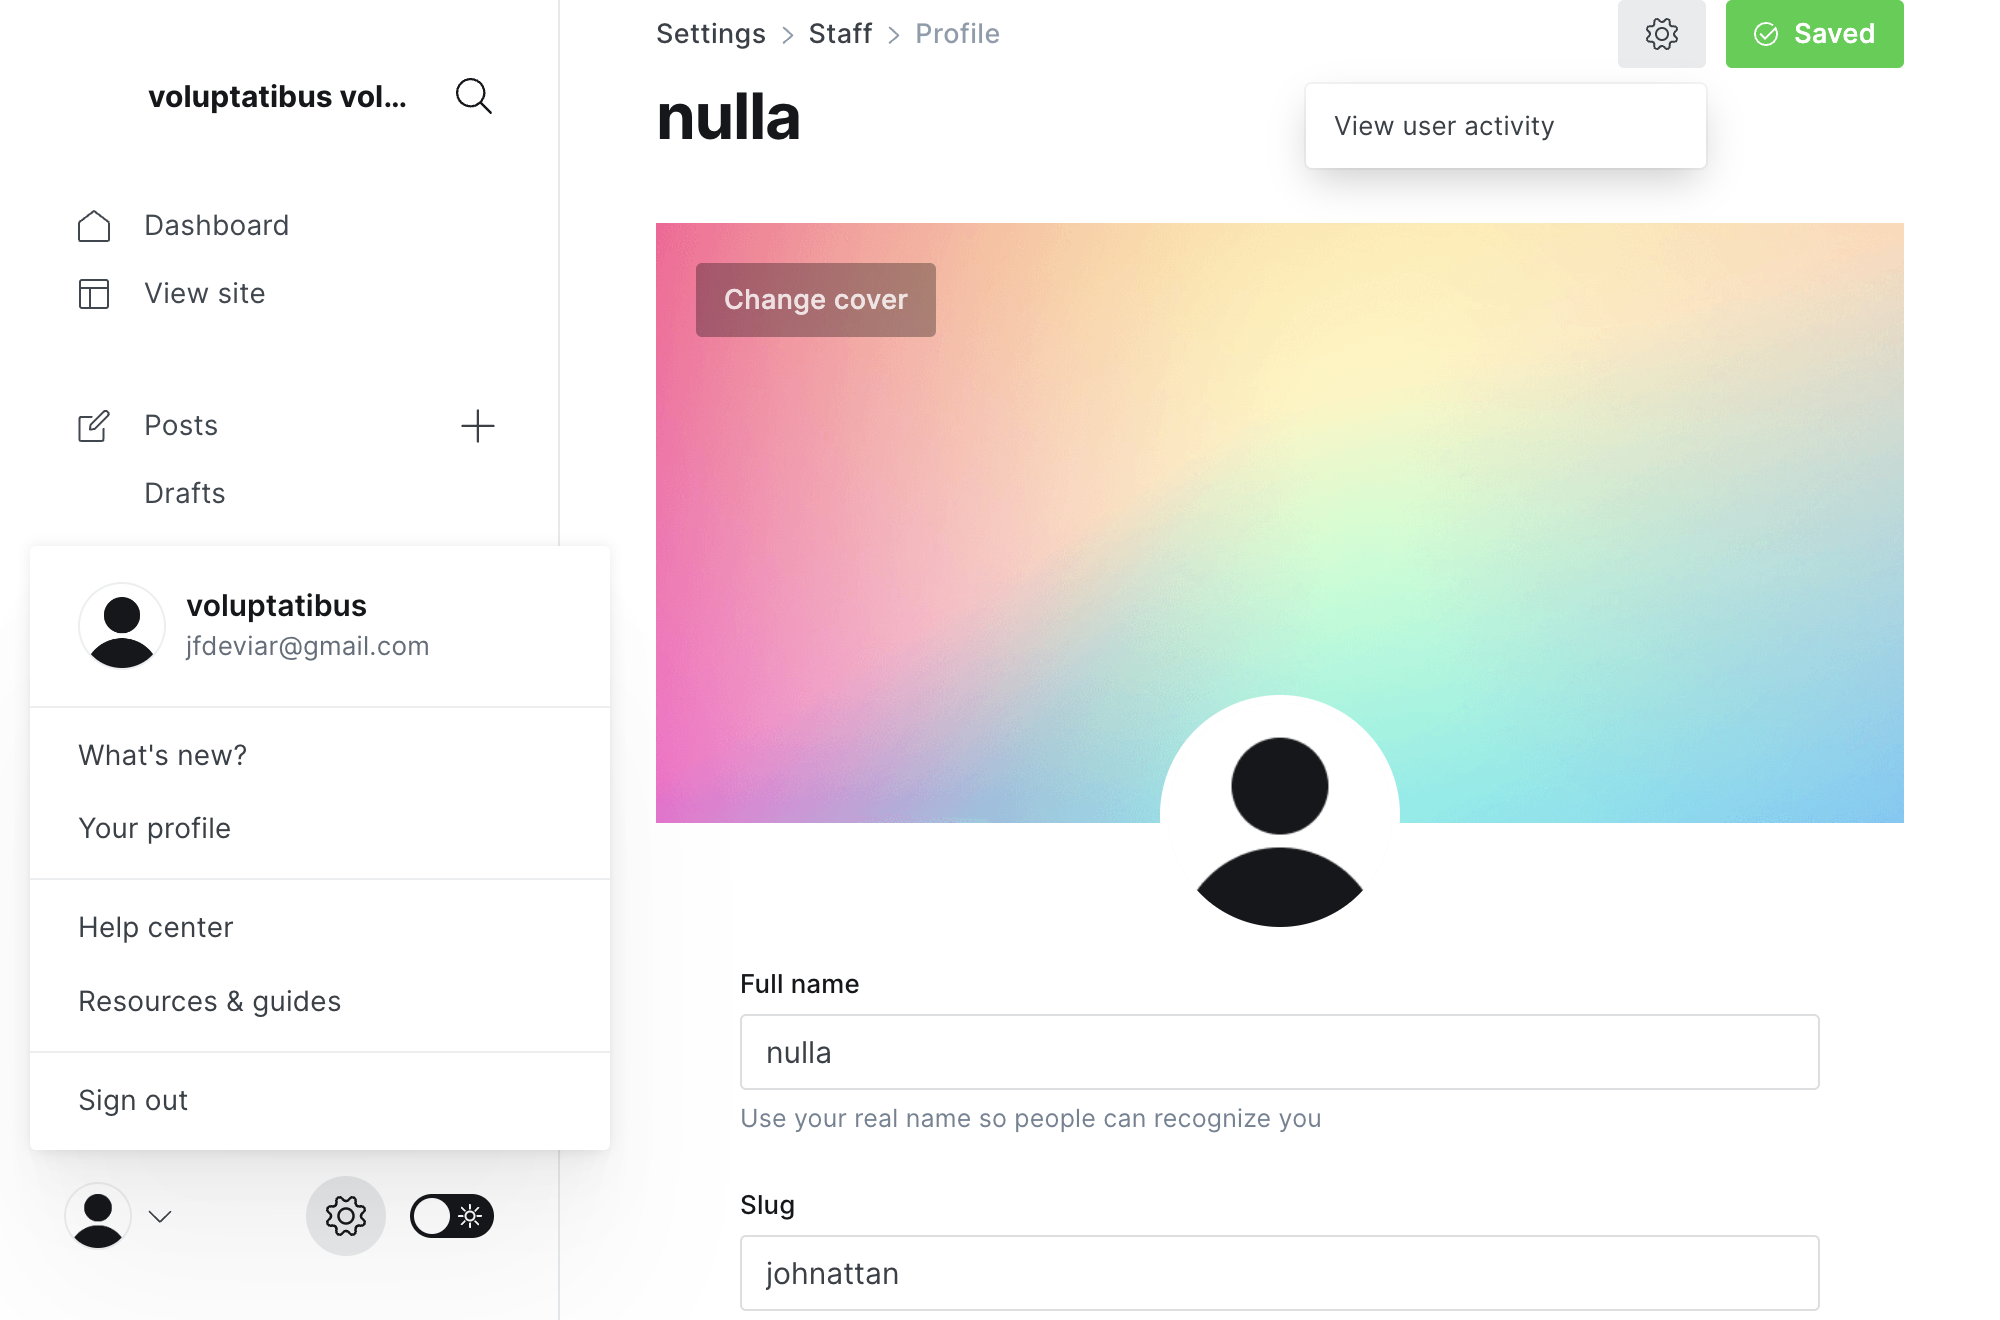 voluptatibus vol...
Dashboard
View site
Posts
Drafts
voluptatibus
jfdeviar@gmail.com
What's new?
Your profile
Help center
Resources & guides
Sign out
Settings > Staff > Profile
Saved
nulla
View user activity
Change cover
Full name
nulla
Use your real name so people can recognize you
Slug
johnattan